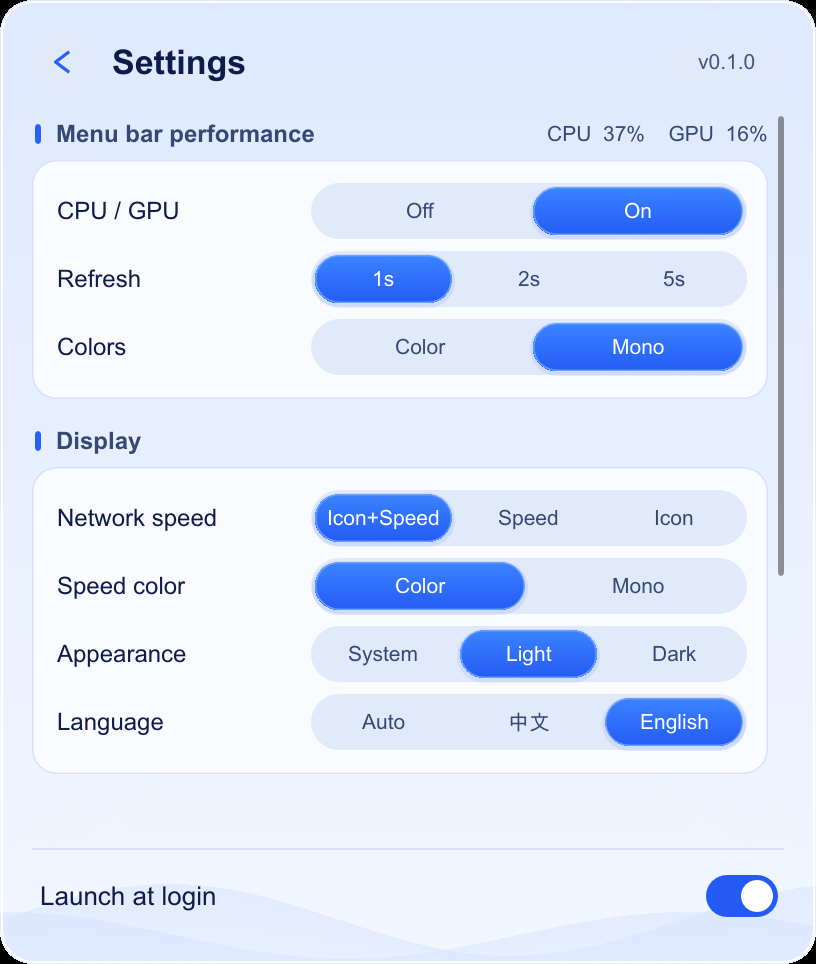 Settings v0.1.0
Menu bar performance CPU 37% GPU 16%
CPU / GPU Off On
Refresh 1s 2s 5s
Colors Color Mono
Display
Network speed Icon+Speed Speed Icon
Speed color Color Mono
Appearance System Light Dark
Language Auto 中文 English
Launch at login